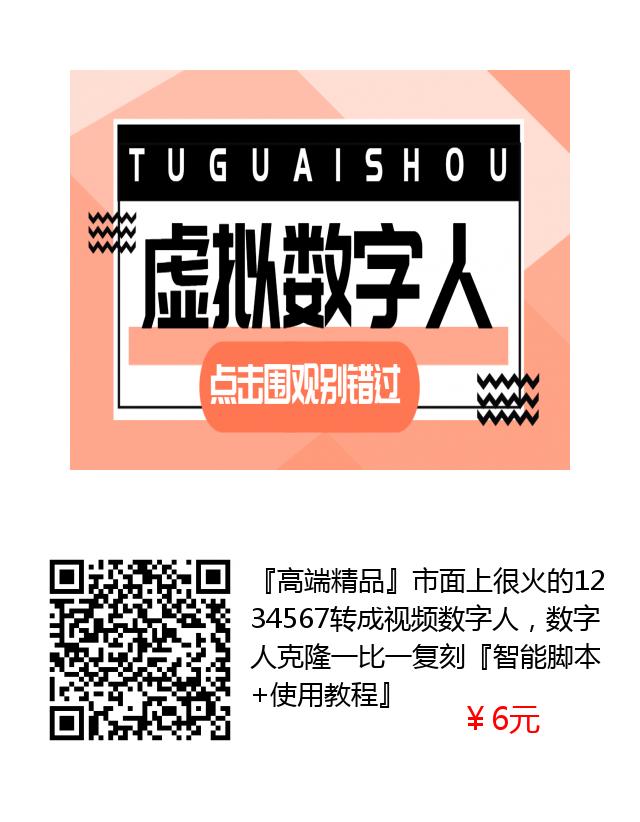 TUGUAISHOU
虚拟数字人
点击围观别错过
『高端精品』市面上很火的12
34567转成视频数字人，数字
人克隆一比一复刻『智能脚本
+使用教程』
￥6元